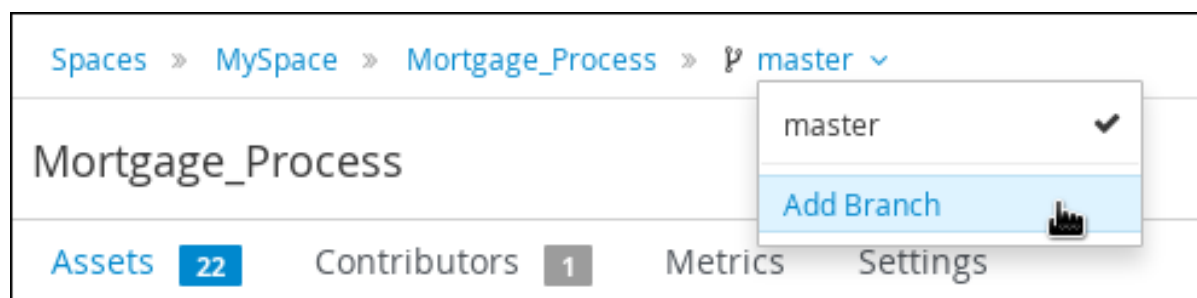 Spaces » MySpace » Mortgage_Process » master
master
Mortgage_Process
Add Branch
Assets 22 Contributors 1 Metrics Settings